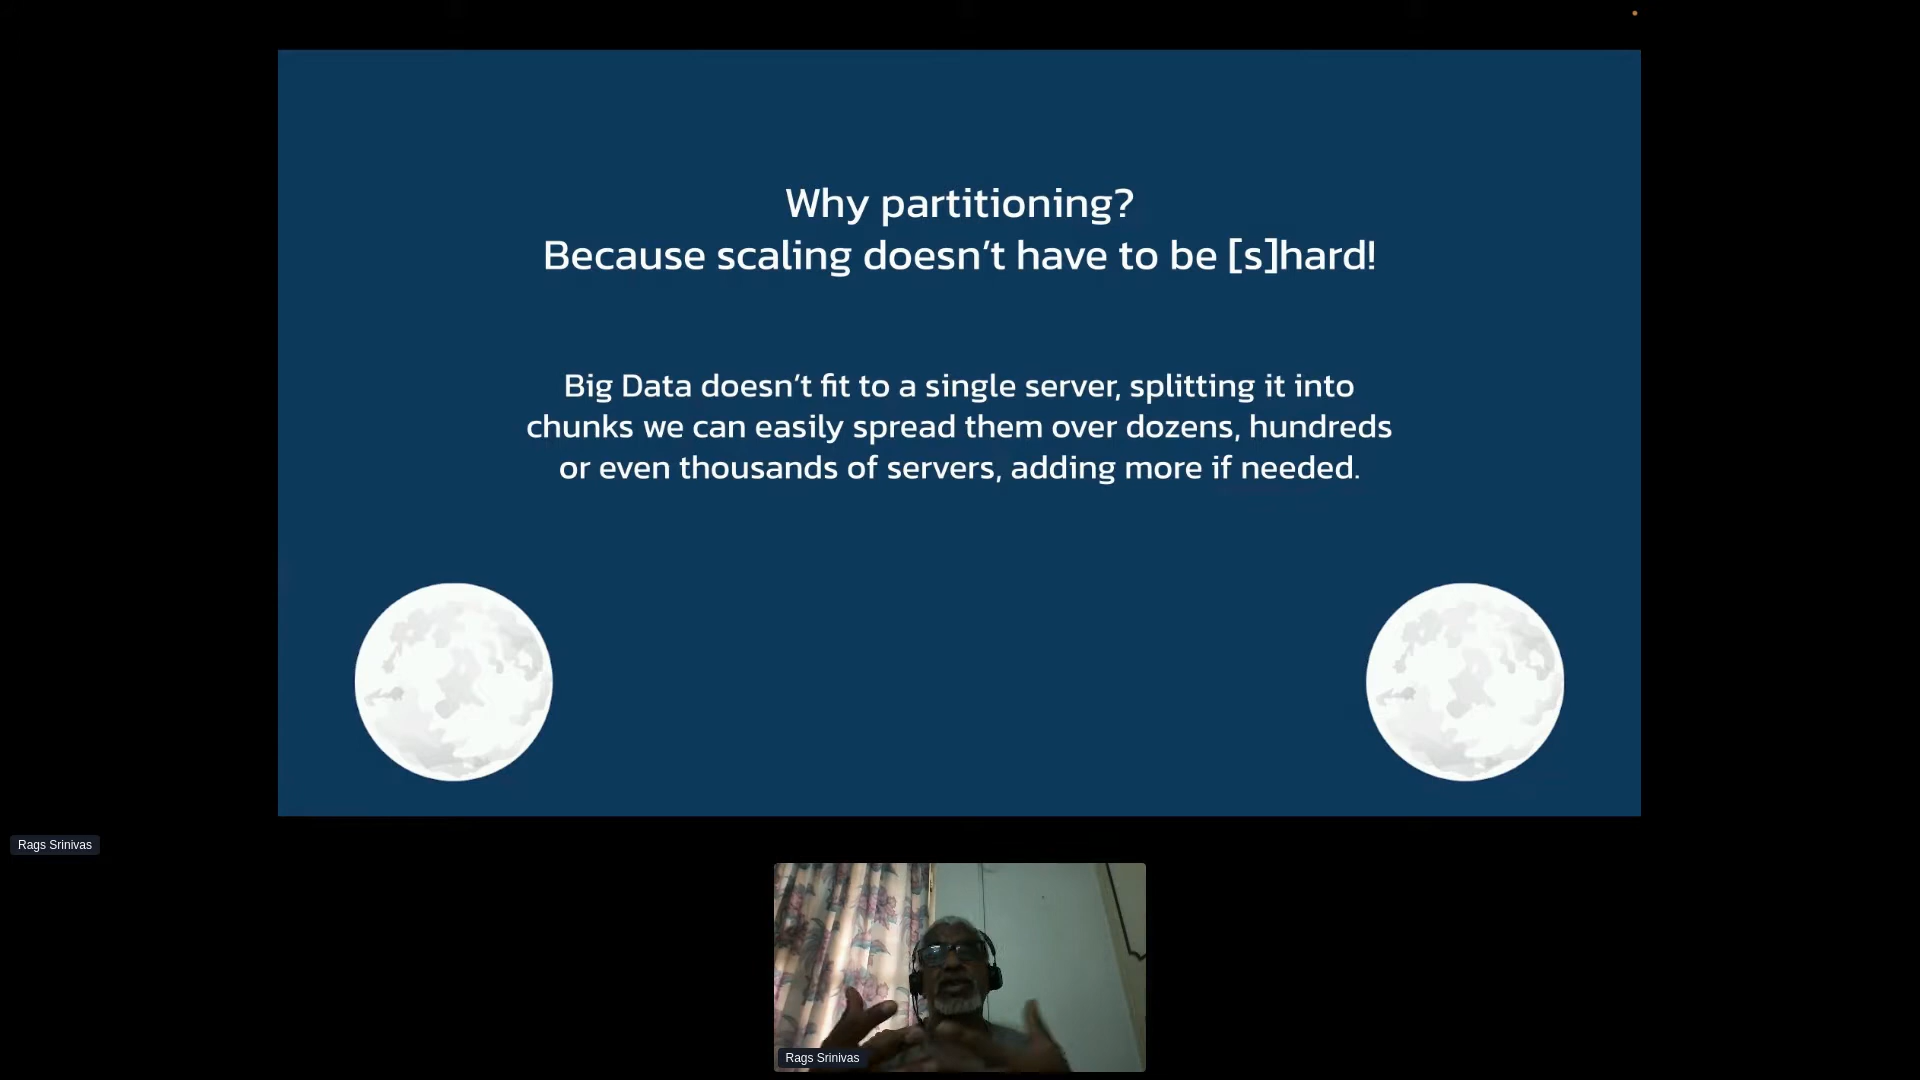 Why partitioning?
Because scaling doesn’t have to be [s]hard!
Big Data doesn’t fit to a single server, splitting it into
chunks we can easily spread them over dozens, hundreds
or even thousands of servers, adding more if needed.
Rags Srinivas
Rags Srinivas